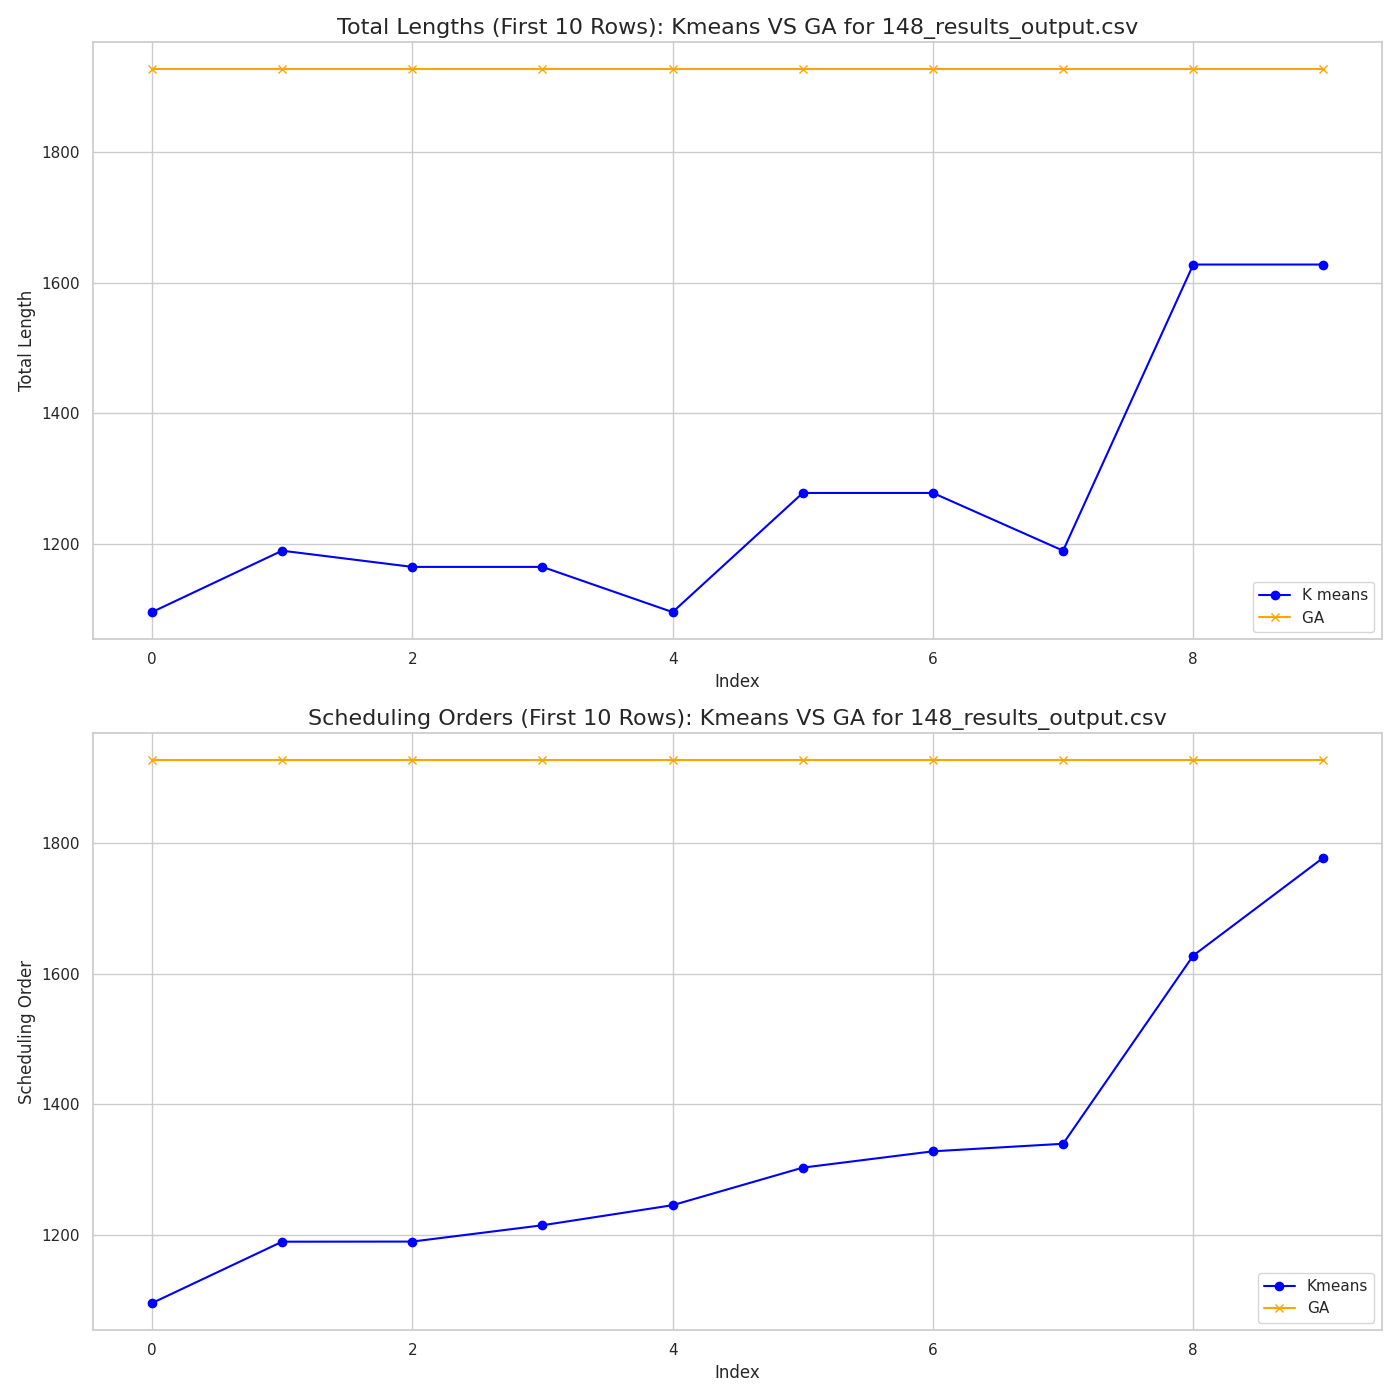 Total Lengths (First 10 Rows): Kmeans VS GA for 148_results_output.csv
1800
1600
1400
1200
Total Length
K means
GA
0 2 4 6 8
Index
Scheduling Orders (First 10 Rows): Kmeans VS GA for 148_results_output.csv
1800
1600
1400
1200
Scheduling Order
Kmeans
GA
0 2 4 6 8
Index